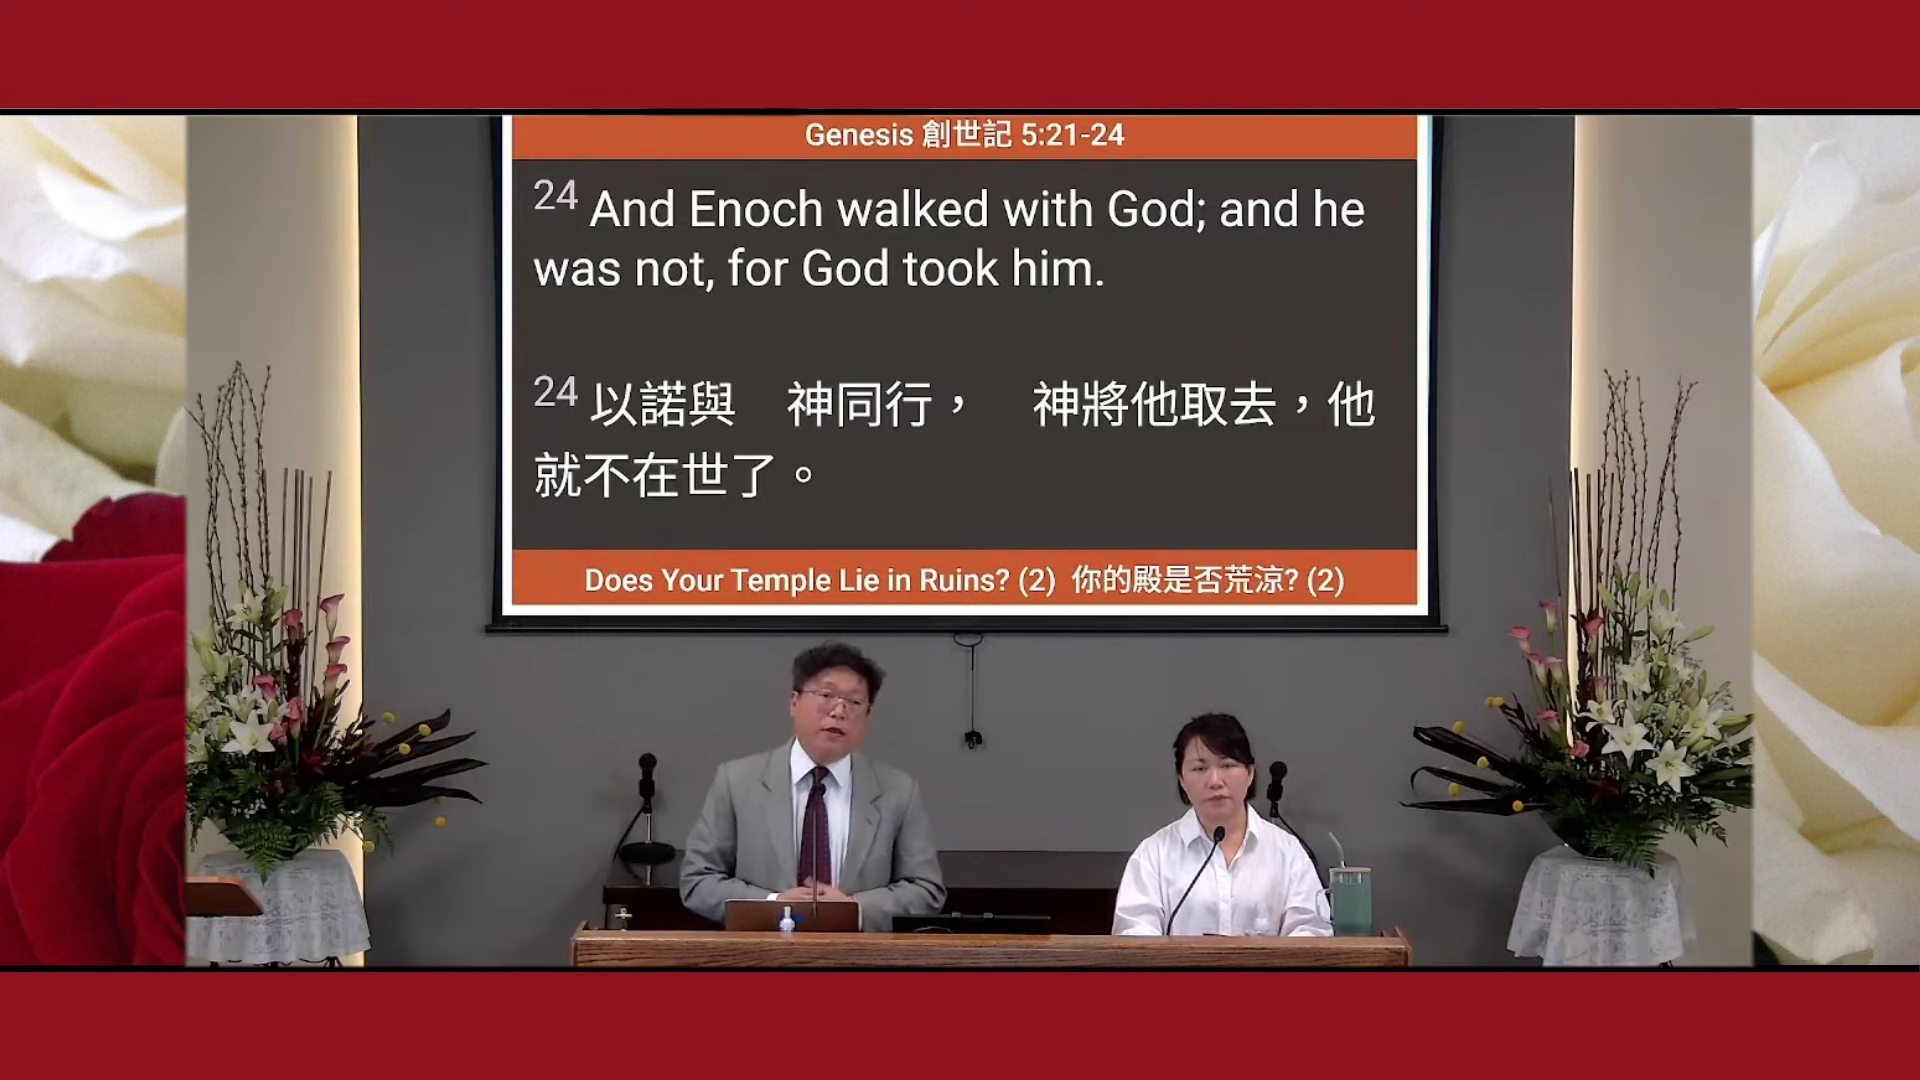 Genesis 創世記 5:21-24
24 And Enoch walked with God; and he
was not, for God took him.
24 以諾與　神同行，　神將他取去，他
就不在世了。
Does Your Temple Lie in Ruins? (2) 你的殿是否荒涼? (2)